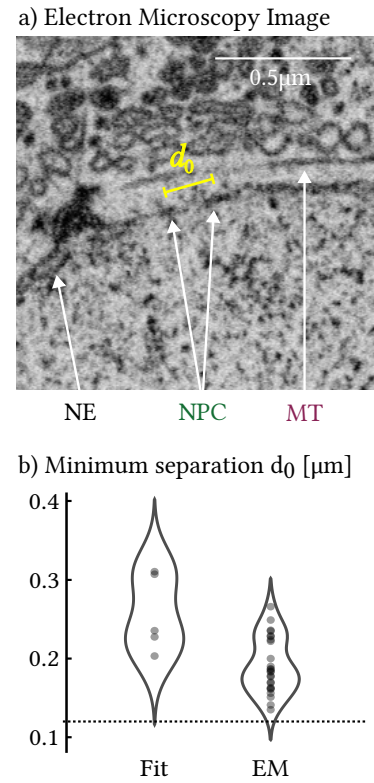 a) Electron Microscopy Image
0.5μm
d₀
NE NPC MT
b) Minimum separation d₀ [μm]
0.4
0.3
0.2
0.1
Fit EM